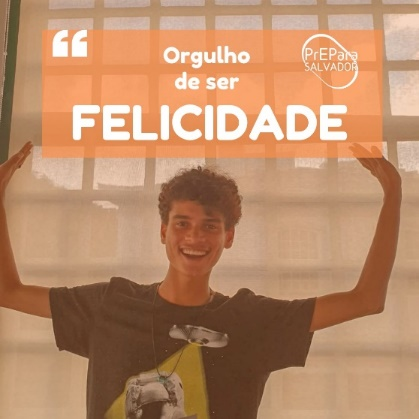 “
Orgulho
de ser
FELICIDADE
PrEPara
SALVADOR